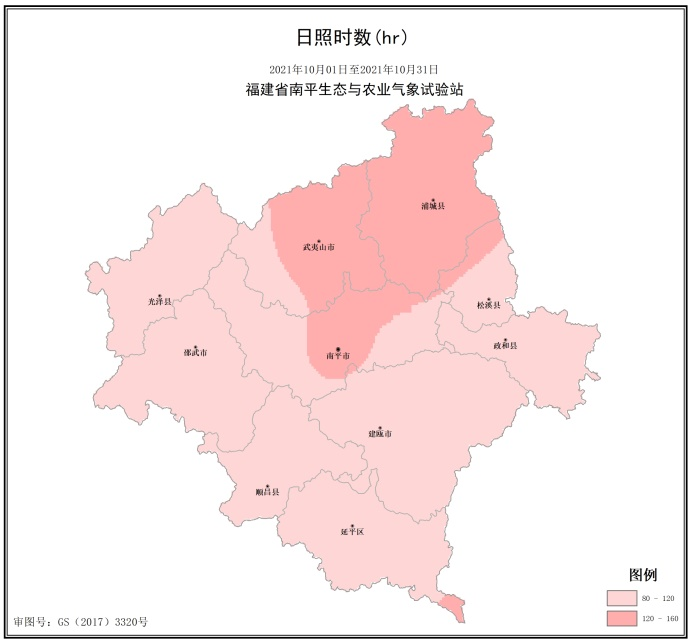 日照时数(hr)
2021年10月01日至2021年10月31日
福建省南平生态与农业气象试验站
浦城县
武夷山市
光泽县
松溪县
政和县
邵武市
南平市
建瓯市
顺昌县
延平区
图例
80 - 120
120 - 160
审图号：GS（2017）3320号